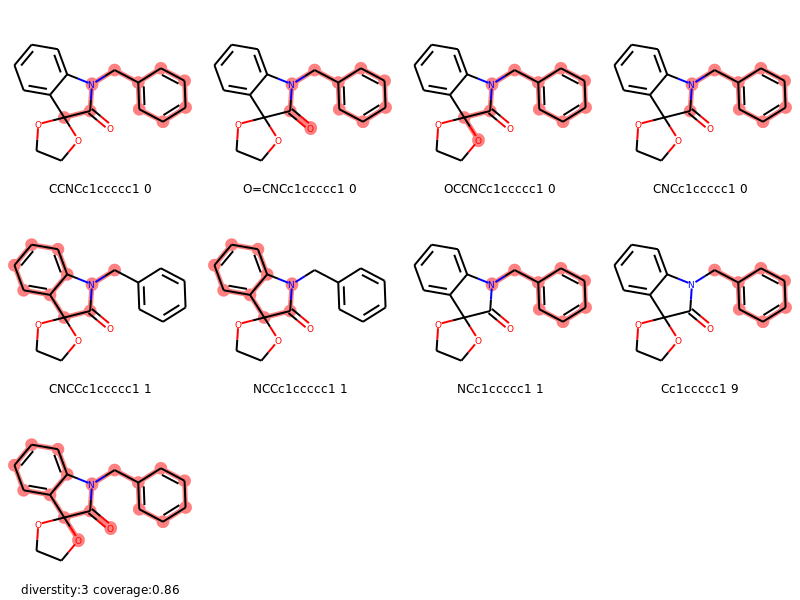 N
O
O
O
CCNCc1ccccc1 0
N
O
O
O
O=CNCc1ccccc1 0
N
O
O
O
OCCNCc1ccccc1 0
N
O
O
O
CNCc1ccccc1 0
N
O
O
O
CNCCc1ccccc1 1
N
O
O
O
NCCc1ccccc1 1
N
O
O
O
NCc1ccccc1 1
N
O
O
O
Cc1ccccc1 9
N
O
O
O
diverstity:3 coverage:0.86